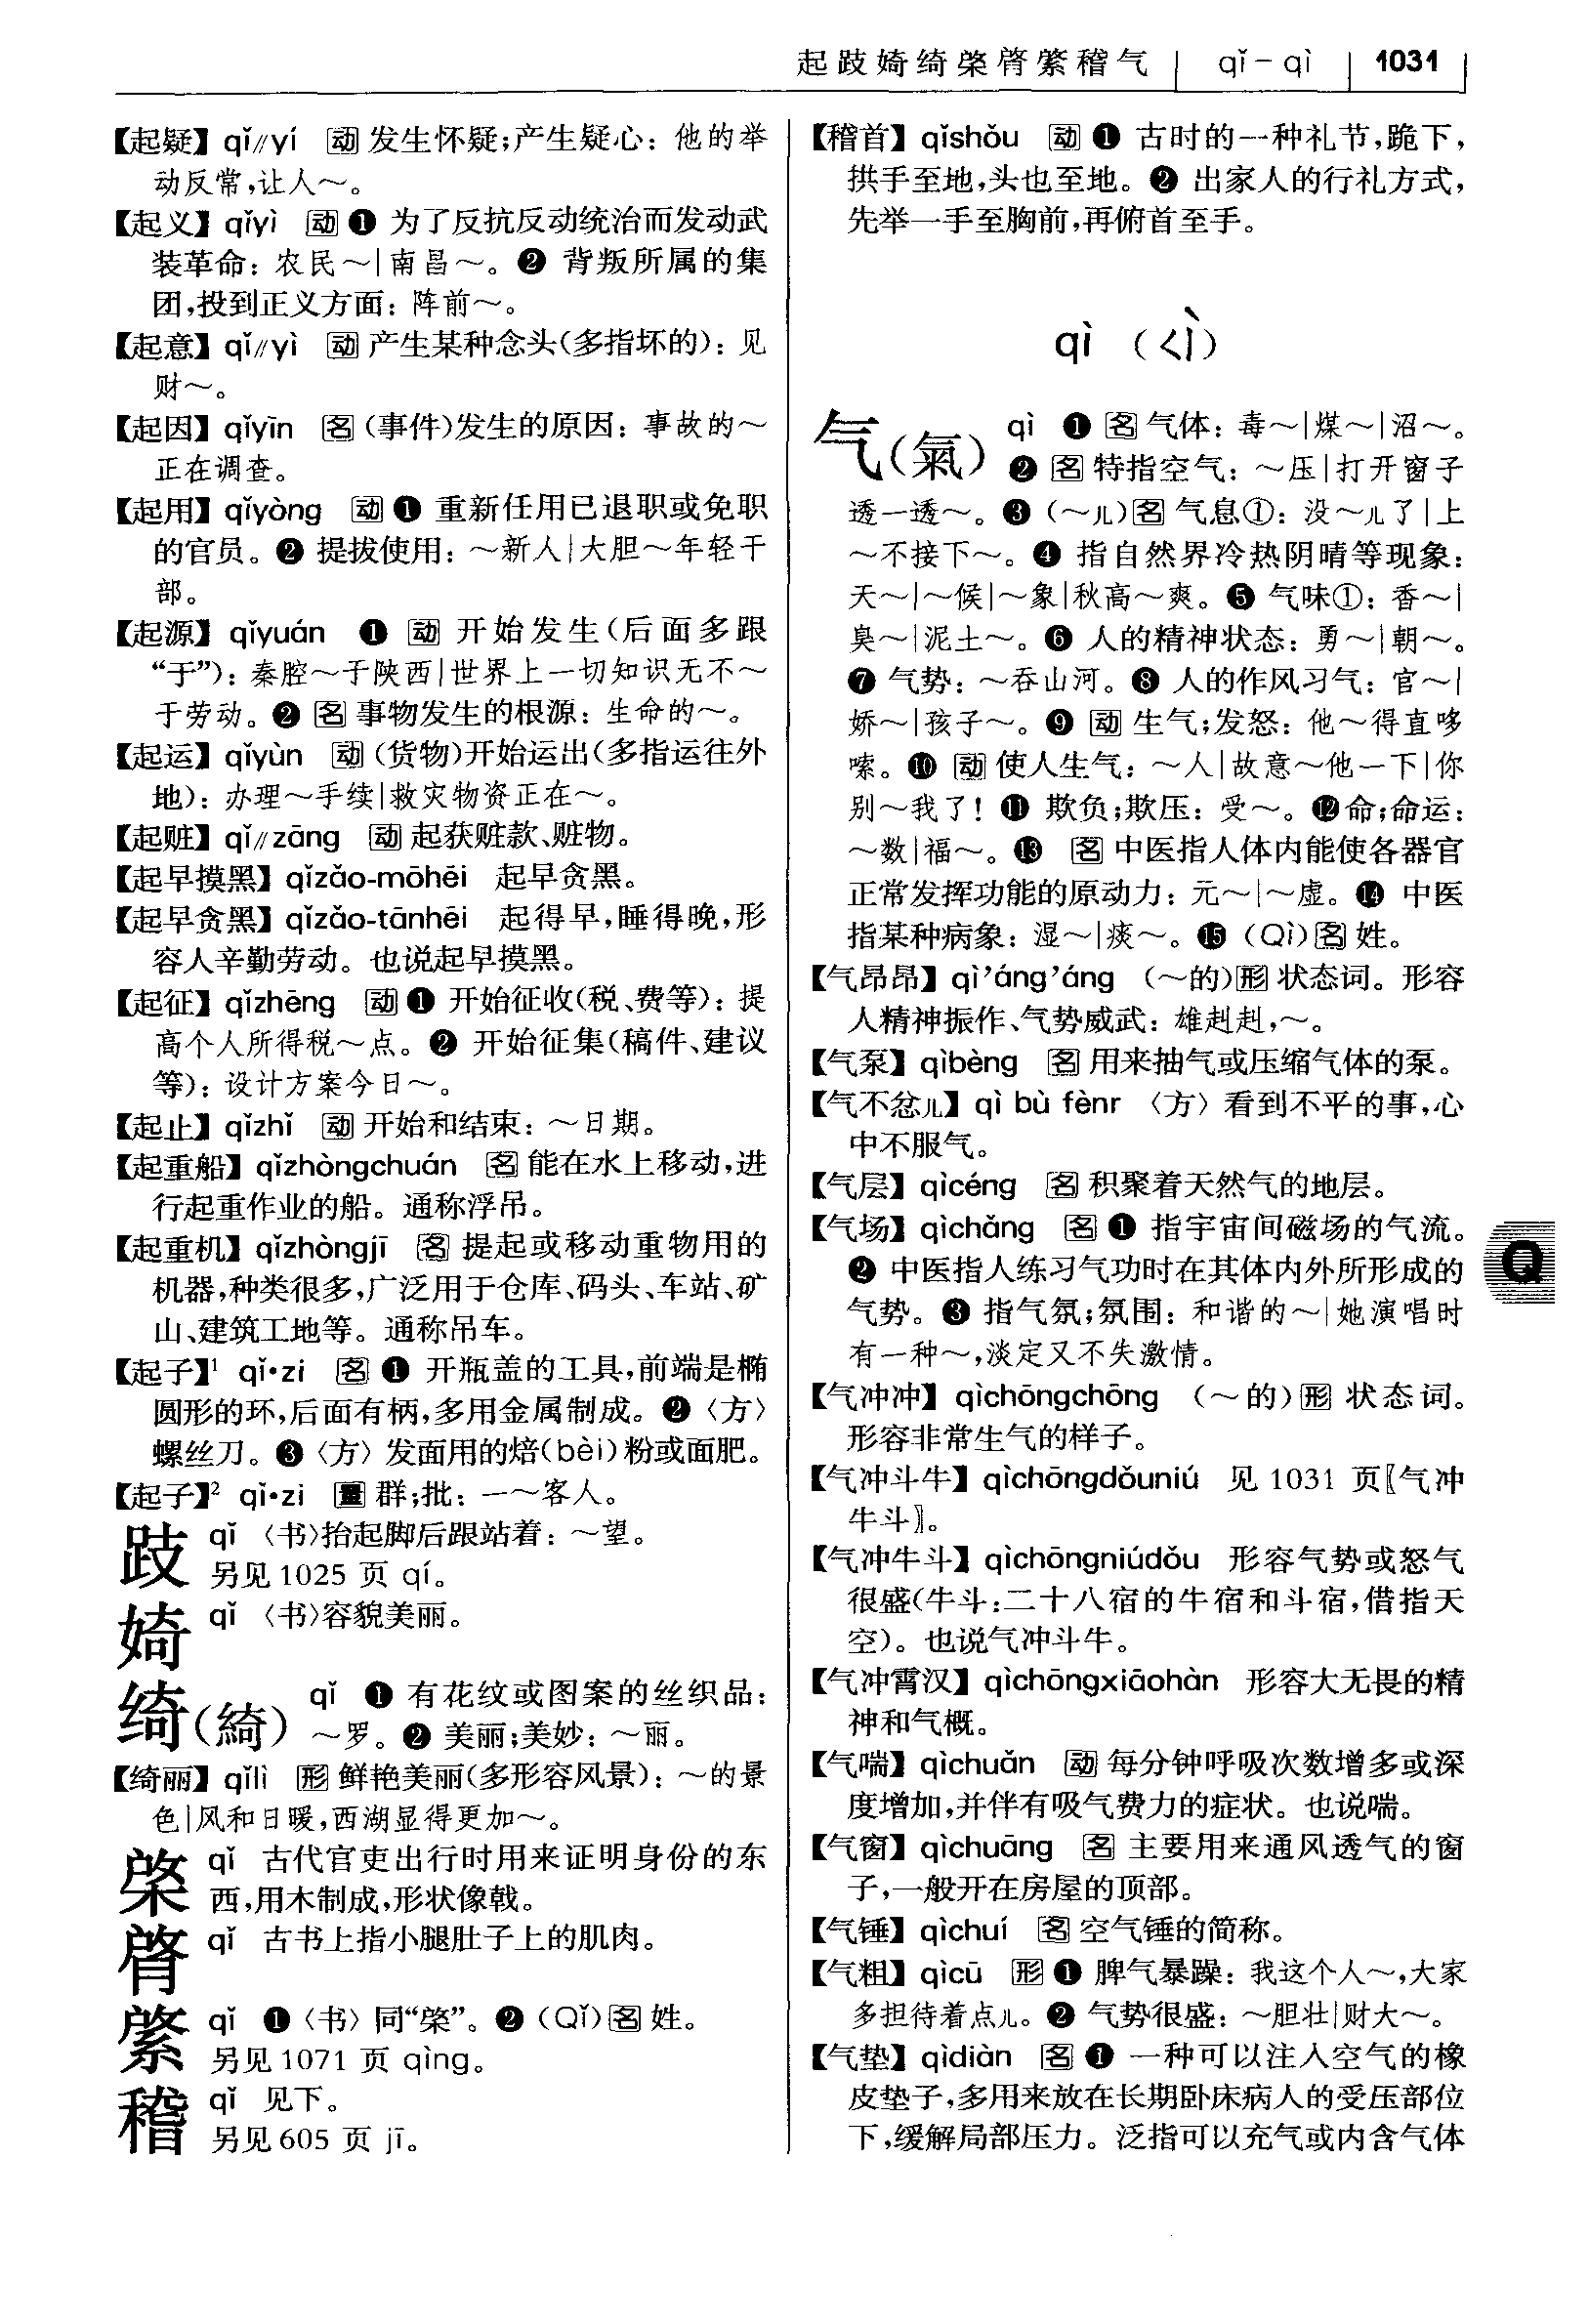 起跂婍绮棨䏿綮稽气 qǐ－qì 1031
【起疑】qǐ∥yí 动 发生怀疑;产生疑心：他的举
动反常,让人～。
【起义】qǐyì 动 ❶ 为了反抗反动统治而发动武
装革命：农民～|南昌～。❷ 背叛所属的集
团,投到正义方面：阵前～。
【起意】qǐ∥yì 动 产生某种念头(多指坏的)：见
财～。
【起因】qǐyīn 名 (事件)发生的原因：事故的～
正在调查。
【起用】qǐyòng 动 ❶ 重新任用已退职或免职
的官员。❷ 提拔使用：～新人|大胆～年轻干
部。
【起源】qǐyuán ❶ 动 开始发生(后面多跟
“于”)：秦腔～于陕西|世界上一切知识无不～
于劳动。❷ 名 事物发生的根源：生命的～。
【起运】qǐyùn 动 (货物)开始运出(多指运往外
地)：办理～手续|救灾物资正在～。
【起赃】qǐ∥zāng 动 起获赃款、赃物。
【起早摸黑】qǐzǎo-mōhēi 起早贪黑。
【起早贪黑】qǐzǎo-tānhēi 起得早,睡得晚,形
容人辛勤劳动。也说起早摸黑。
【起征】qǐzhēng 动 ❶ 开始征收(税、费等)：提
高个人所得税～点。❷ 开始征集(稿件、建议
等)：设计方案今日～。
【起止】qǐzhǐ 动 开始和结束：～日期。
【起重船】qǐzhòngchuán 名 能在水上移动,进
行起重作业的船。通称浮吊。
【起重机】qǐzhòngjī 名 提起或移动重物用的
机器,种类很多,广泛用于仓库、码头、车站、矿
山、建筑工地等。通称吊车。
【起子】¹ qǐ•zi 名 ❶ 开瓶盖的工具,前端是椭
圆形的环,后面有柄,多用金属制成。❷〈方〉
螺丝刀。❸〈方〉发面用的焙(bèi)粉或面肥。
【起子】² qǐ•zi 量 群;批：一～客人。
跂 qǐ 〈书〉抬起脚后跟站着：～望。
另见1025 页 qí。
婍 qǐ 〈书〉容貌美丽。
绮(綺) qǐ ❶ 有花纹或图案的丝织品：
～罗。❷ 美丽;美妙：～丽。
【绮丽】qǐlì 形 鲜艳美丽(多形容风景)：～的景
色|风和日暖,西湖显得更加～。
棨 qǐ 古代官吏出行时用来证明身份的东
西,用木制成,形状像戟。
䏿 qǐ 古书上指小腿肚子上的肌肉。
綮 qǐ ❶〈书〉同“棨”。❷ (Qǐ) 名 姓。
另见1071 页 qìng。
稽 qǐ 见下。
另见605 页 jī。
【稽首】qǐshǒu 动 ❶ 古时的一种礼节,跪下,
拱手至地,头也至地。❷ 出家人的行礼方式,
先举一手至胸前,再俯首至手。
qì (ㄑㄧˋ)
气(氣) qì ❶ 名 气体：毒～|煤～|沼～。
❷ 名 特指空气：～压|打开窗子
透一透～。❸ (～儿) 名 气息①：没～儿了|上
～不接下～。❹ 指自然界冷热阴晴等现象：
天～|～候|～象|秋高～爽。❺ 气味①：香～|
臭～|泥土～。❻ 人的精神状态：勇～|朝～。
❼ 气势：～吞山河。❽ 人的作风习气：官～|
娇～|孩子～。❾ 动 生气;发怒：他～得直哆
嗦。❿ 动 使人生气：～人|故意～他一下|你
别～我了! ⓫ 欺负;欺压：受～。⓬命;命运：
～数|福～。⓭ 名 中医指人体内能使各器官
正常发挥功能的原动力：元～|～虚。⓮ 中医
指某种病象：湿～|痰～。⓯ (Qì) 名 姓。
【气昂昂】qì’áng’áng (～的) 形 状态词。形容
人精神振作、气势威武：雄赳赳,～。
【气泵】qìbèng 名 用来抽气或压缩气体的泵。
【气不忿儿】qì bù fènr 〈方〉看到不平的事,心
中不服气。
【气层】qìcéng 名 积聚着天然气的地层。
【气场】qìchǎng 名 ❶ 指宇宙间磁场的气流。
❷ 中医指人练习气功时在其体内外所形成的
气势。❸ 指气氛;氛围：和谐的～|她演唱时
有一种～,淡定又不失激情。
【气冲冲】qìchōngchōng (～的) 形 状态词。
形容非常生气的样子。
【气冲斗牛】qìchōngdǒuniú 见 1031 页〖气冲
牛斗〗。
【气冲牛斗】qìchōngniúdǒu 形容气势或怒气
很盛(牛斗:二十八宿的牛宿和斗宿,借指天
空)。也说气冲斗牛。
【气冲霄汉】qìchōngxiāohàn 形容大无畏的精
神和气概。
【气喘】qìchuǎn 动 每分钟呼吸次数增多或深
度增加,并伴有吸气费力的症状。也说喘。
【气窗】qìchuāng 名 主要用来通风透气的窗
子,一般开在房屋的顶部。
【气锤】qìchuí 名 空气锤的简称。
【气粗】qìcū 形 ❶ 脾气暴躁：我这个人～,大家
多担待着点儿。❷ 气势很盛：～胆壮|财大～。
【气垫】qìdiàn 名 ❶ 一种可以注入空气的橡
皮垫子,多用来放在长期卧床病人的受压部位
下,缓解局部压力。泛指可以充气或内含气体
Q